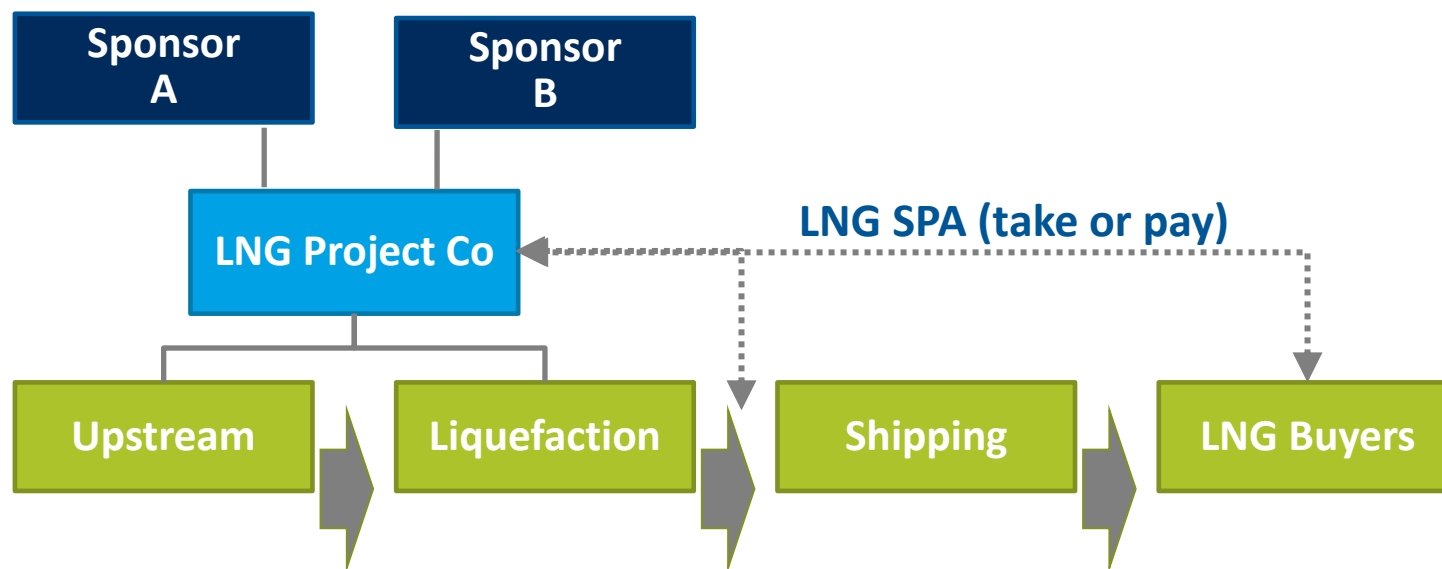 Sponsor
A
Sponsor
B
LNG Project Co
LNG SPA (take or pay)
Upstream
Liquefaction
Shipping
LNG Buyers